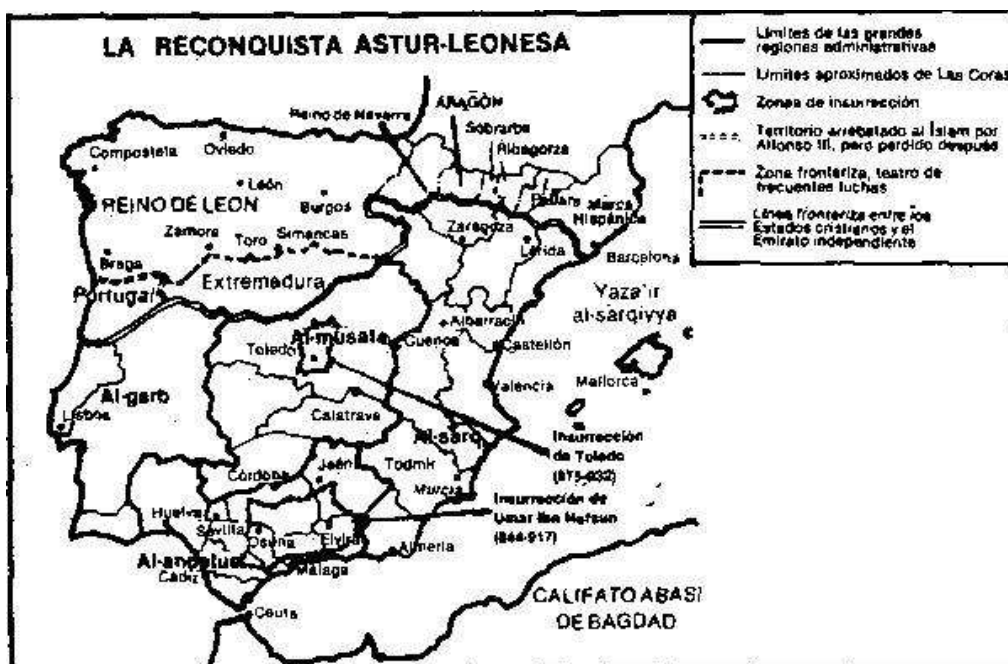 LA RECONQUISTA ASTUR-LEONESA
Límites de las grandes
regiones administrativas
Límites aproximados de Las Coras
Zonas de insurrección
Territorio arrebatado al Islam por
Alfonso III, pero perdido después
Zona fronteriza, teatro de
frecuentes luchas
Línea fronteriza entre los
Estados cristianos y el
Emirato independiente
Reino de Navarra
ARAGÓN
Sobrarbe
Ribagorza
Compostela
Oviedo
León
REINO DE LEON
Burgos
Pallars
Marca
Hispánica
Zamora
Toro
Simancas
Zaragoza
Lérida
Barcelona
Braga
Portugal
Extremadura
Yaza'ir
al-sarqiyya
Al-musata
Albarracín
Toledo
Cuenca
Castellón
Mallorca
Valencia
Al-garb
Lisboa
Calatrava
Al-sarq
Insurrección
de Toledo
Córdoba
Jaén
Todmir
Murcia
Insurrección de
Umar Ibn Hafsun
Huelva
Sevilla
Osuna
Elvira
Almería
Al-andalus
Cádiz
Málaga
CALIFATO ABASÍ
DE BAGDAD
Ceuta